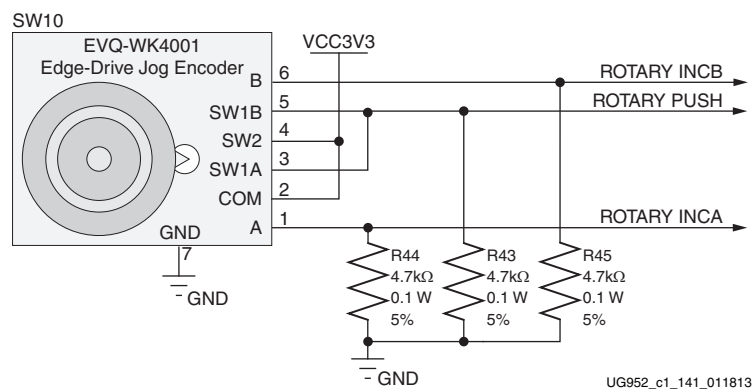 SW10
EVQ-WK4001
Edge-Drive Jog Encoder
VCC3V3
B 6 ROTARY INCB
SW1B 5 ROTARY PUSH
SW2 4
SW1A 3
COM 2
A 1 ROTARY INCA
GND
7
GND
R44
4.7kΩ
0.1 W
5%
R43
4.7kΩ
0.1 W
5%
R45
4.7kΩ
0.1 W
5%
GND
UG952_c1_141_011813